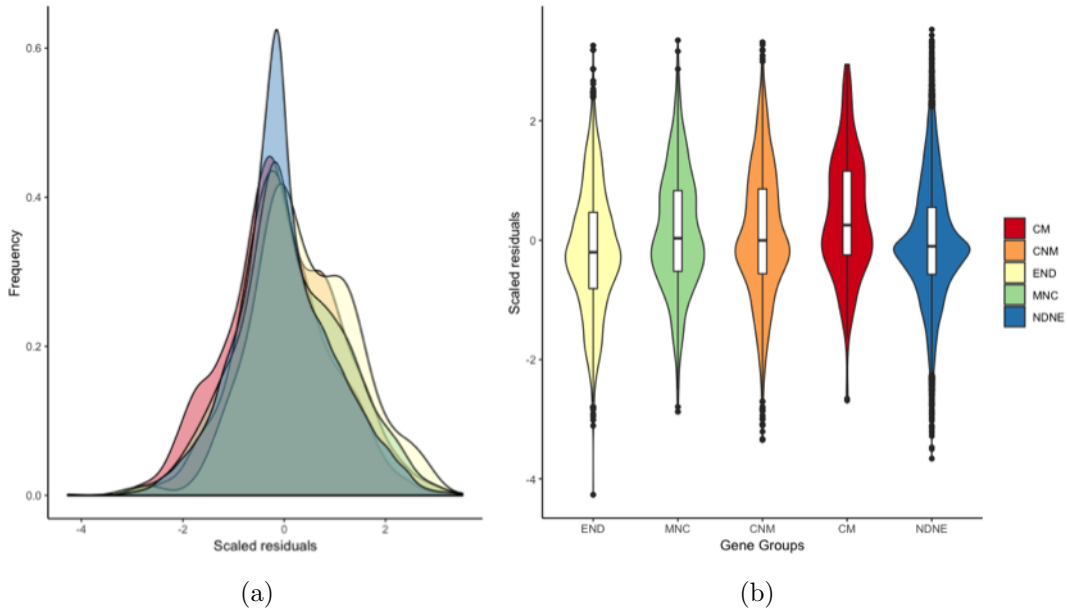 0.6
0.4
0.2
0.0
Frequency
-4
-2
0
2
Scaled residuals
(a)
2
0
-2
-4
Scaled residuals
END
MNC
CNM
CM
NDNE
Gene Groups
CM
CNM
END
MNC
NDNE
(b)